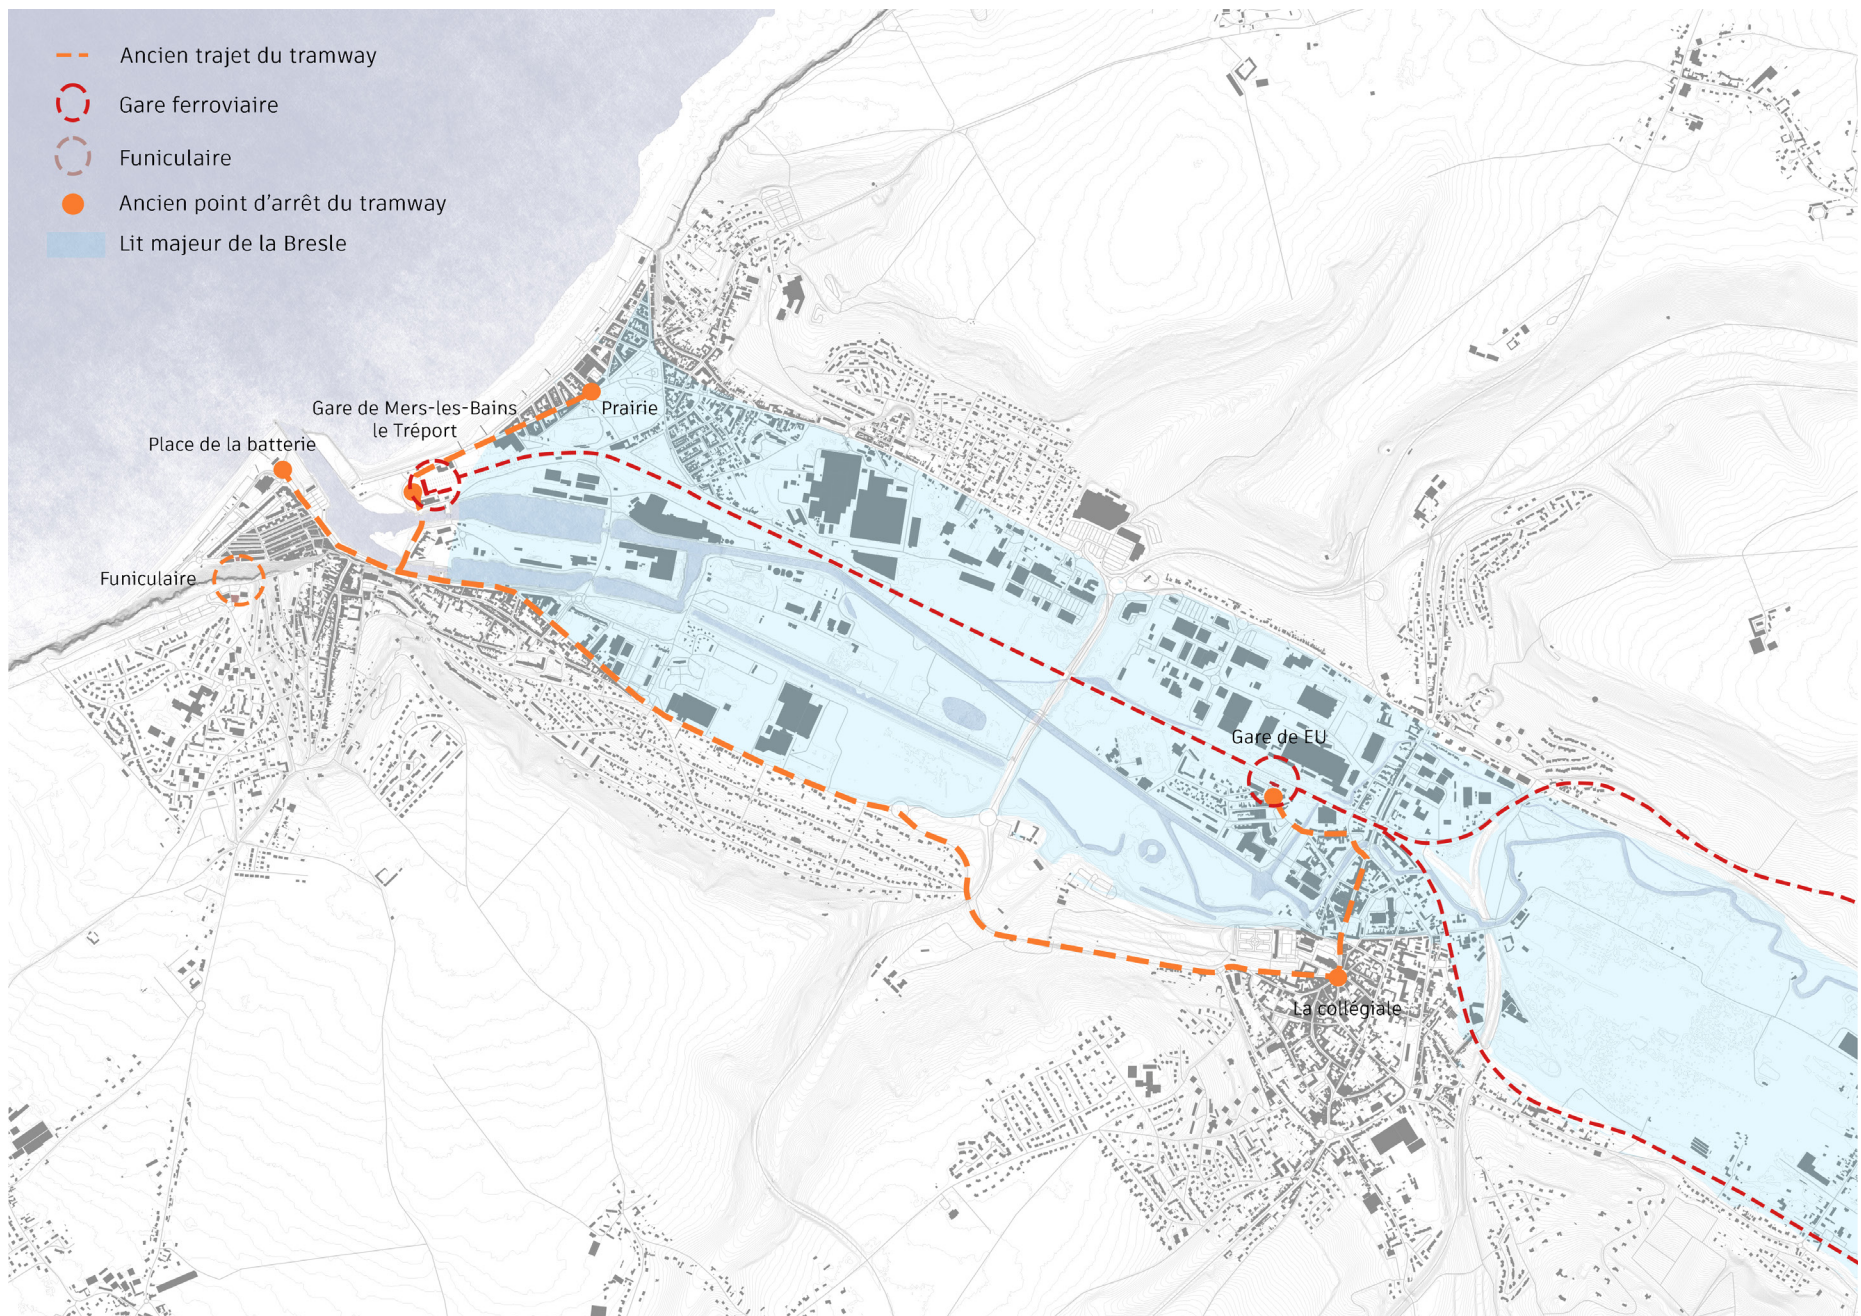 Ancien trajet du tramway
Gare ferroviaire
Funiculaire
Ancien point d'arrêt du tramway
Lit majeur de la Bresle
Gare de Mers-les-Bains
le Tréport
Prairie
Place de la batterie
Funiculaire
Gare de EU
La collégiale